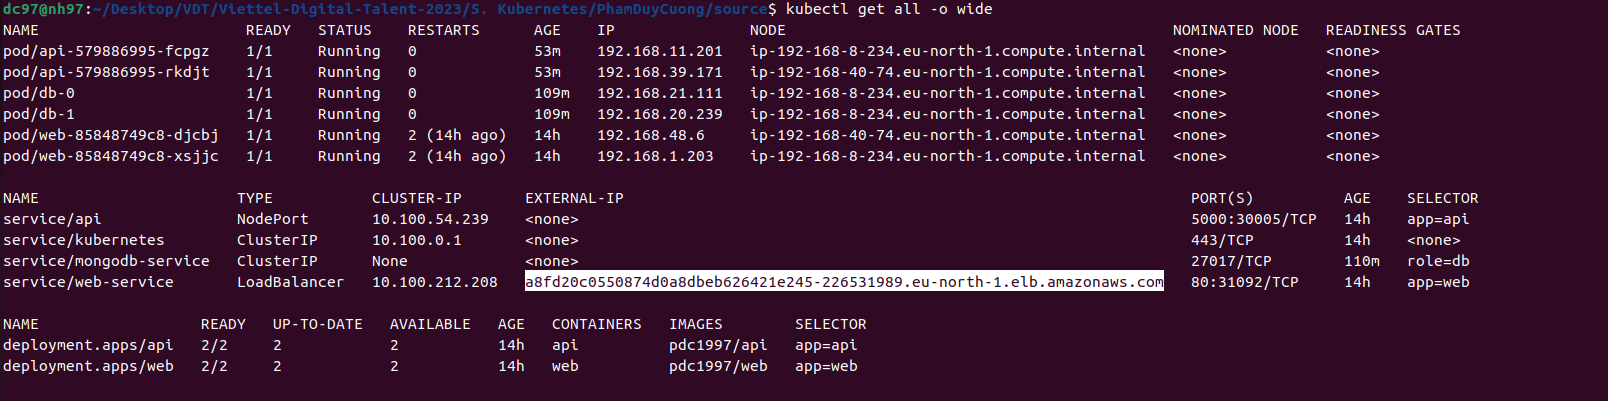 dc97@nh97:~/Desktop/VDT/Viettel-Digital-Talent-2023/5. Kubernetes/PhamDuyCuong/source$ kubectl get all -o wide
NAME READY STATUS RESTARTS AGE IP NODE NOMINATED NODE READINESS GATES
pod/api-579886995-fcpgz 1/1 Running 0 53m 192.168.11.201 ip-192-168-8-234.eu-north-1.compute.internal <none> <none>
pod/api-579886995-rkdjt 1/1 Running 0 53m 192.168.39.171 ip-192-168-40-74.eu-north-1.compute.internal <none> <none>
pod/db-0 1/1 Running 0 109m 192.168.21.111 ip-192-168-8-234.eu-north-1.compute.internal <none> <none>
pod/db-1 1/1 Running 0 109m 192.168.20.239 ip-192-168-8-234.eu-north-1.compute.internal <none> <none>
pod/web-85848749c8-djcbj 1/1 Running 2 (14h ago) 14h 192.168.48.6 ip-192-168-40-74.eu-north-1.compute.internal <none> <none>
pod/web-85848749c8-xsjjc 1/1 Running 2 (14h ago) 14h 192.168.1.203 ip-192-168-8-234.eu-north-1.compute.internal <none> <none>
NAME TYPE CLUSTER-IP EXTERNAL-IP PORT(S) AGE SELECTOR
service/api NodePort 10.100.54.239 <none> 5000:30005/TCP 14h app=api
service/kubernetes ClusterIP 10.100.0.1 <none> 443/TCP 14h <none>
service/mongodb-service ClusterIP None <none> 27017/TCP 110m role=db
service/web-service LoadBalancer 10.100.212.208 a8fd20c0550874d0a8dbeb626421e245-226531989.eu-north-1.elb.amazonaws.com 80:31092/TCP 14h app=web
NAME READY UP-TO-DATE AVAILABLE AGE CONTAINERS IMAGES SELECTOR
deployment.apps/api 2/2 2 2 14h api pdc1997/api app=api
deployment.apps/web 2/2 2 2 14h web pdc1997/web app=web